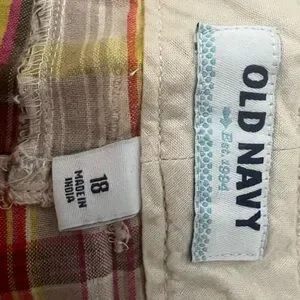 OLD NAVY
Est. 1994
18
MADE IN
INDIA